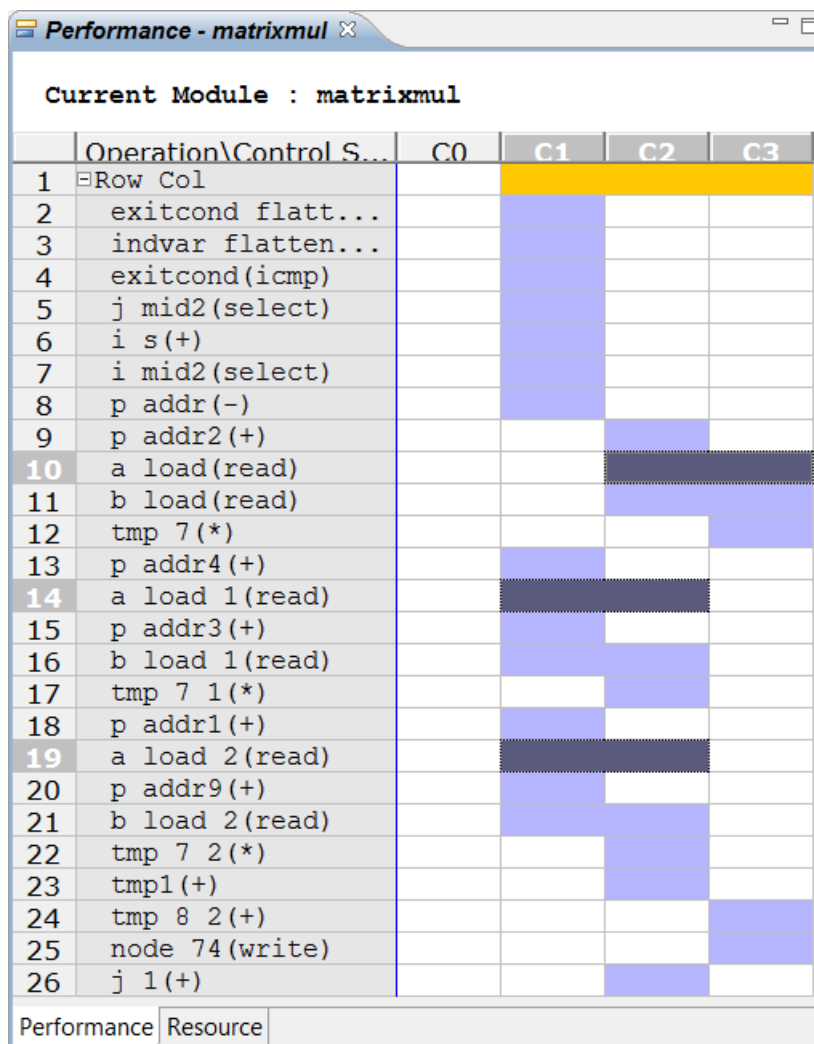 Performance - matrixmul
Current Module : matrixmul
Operation\Control S... C0 C1 C2 C3
1 Row Col
2 exitcond flatt...
3 indvar flatten...
4 exitcond(icmp)
5 j mid2(select)
6 i s(+)
7 i mid2(select)
8 p addr(-)
9 p addr2(+)
10 a load(read)
11 b load(read)
12 tmp 7(*)
13 p addr4(+)
14 a load 1(read)
15 p addr3(+)
16 b load 1(read)
17 tmp 7 1(*)
18 p addr1(+)
19 a load 2(read)
20 p addr9(+)
21 b load 2(read)
22 tmp 7 2(*)
23 tmp1(+)
24 tmp 8 2(+)
25 node 74(write)
26 j 1(+)
Performance Resource